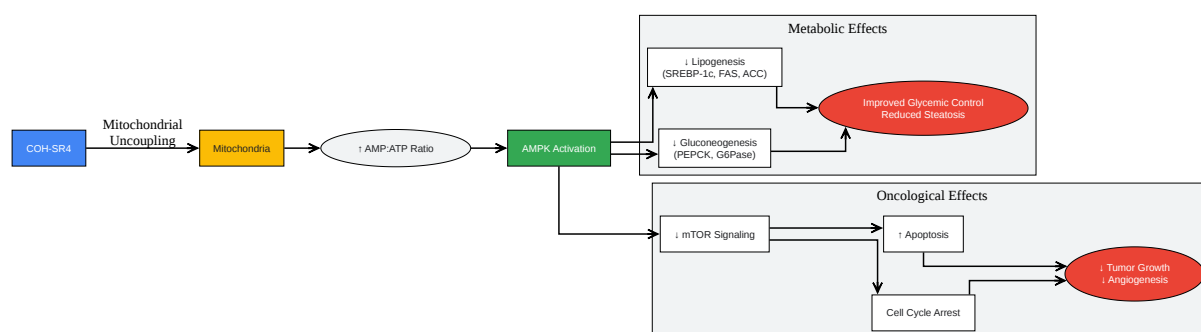 Metabolic Effects
↓ Lipogenesis
(SREBP-1c, FAS, ACC)
Improved Glycemic Control
Reduced Steatosis
Mitochondrial
Uncoupling
COH-SR4
Mitochondria
↑ AMP:ATP Ratio
AMPK Activation
↓ Gluconeogenesis
(PEPCK, G6Pase)
Oncological Effects
↓ mTOR Signaling
↑ Apoptosis
↓ Tumor Growth
↓ Angiogenesis
Cell Cycle Arrest